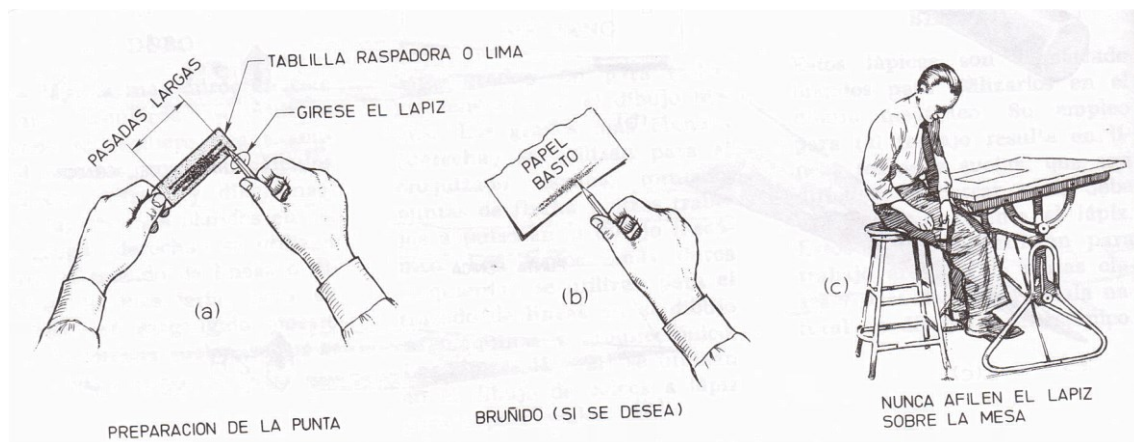 PASADAS LARGAS
TABLILLA RASPADORA O LIMA
GIRESE EL LAPIZ
(a)
PREPARACION DE LA PUNTA
PAPEL
BASTO
(b)
BRUÑIDO (SI SE DESEA)
(c)
NUNCA AFILEN EL LAPIZ
SOBRE LA MESA